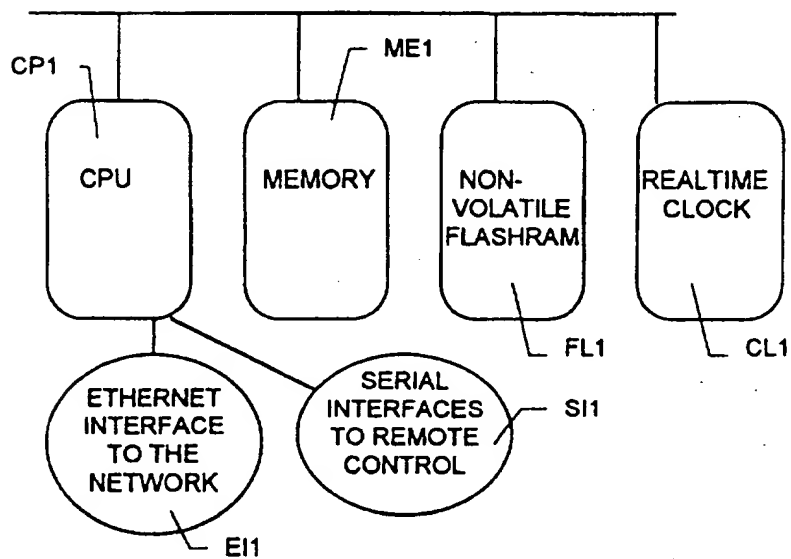 CP1
ME1
CPU
MEMORY
NON-
VOLATILE
FLASHRAM
REALTIME
CLOCK
FL1
CL1
ETHERNET
INTERFACE
TO THE
NETWORK
SERIAL
INTERFACES
TO REMOTE
CONTROL
SI1
EI1